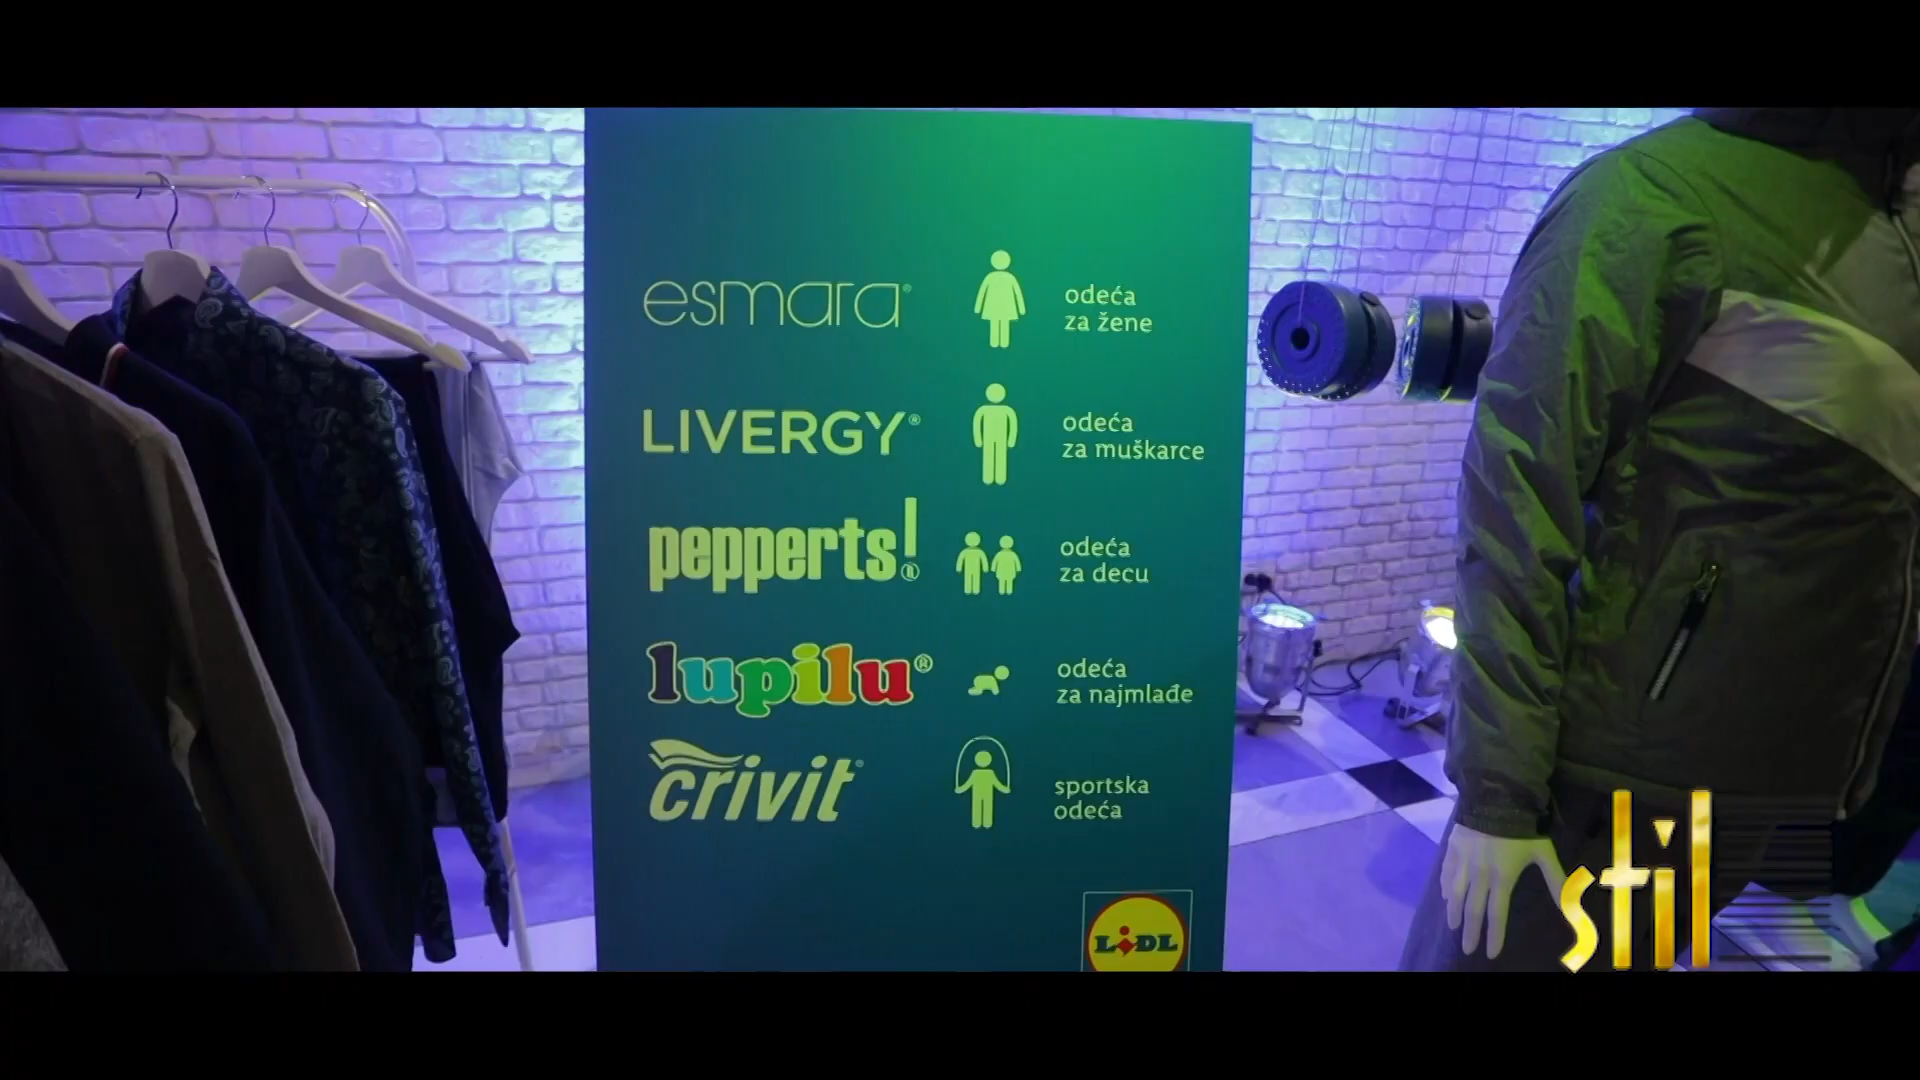 esmara®
odeća
za žene
LIVERGY®
odeća
za muškarce
pepperts!®
odeća
za decu
lupilu®
odeća
za najmlađe
crivit®
sportska
odeća
LIDL
stil